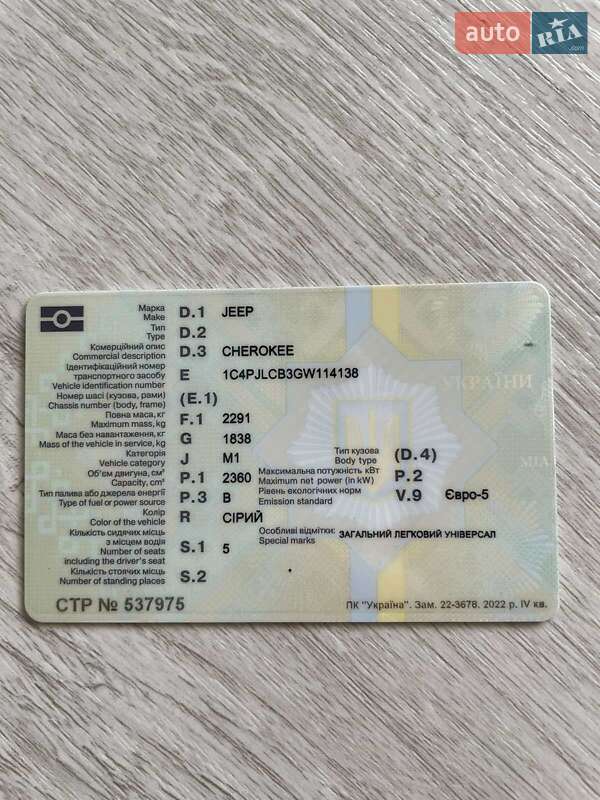 auto RIA .com
Марка
Make D.1 JEEP
Тип
Type D.2
Комерційний опис
Commercial description D.3 CHEROKEE
Ідентифікаційний номер
транспортного засобу E 1C4PJLCB3GW114138
Vehicle identification number
Номер шасі (кузова, рами) (E.1)
Chassis number (body, frame)
Повна маса, кг F.1 2291
Maximum mass, kg
Маса без навантаження, кг G 1838
Mass of the vehicle in service, kg
Категорія J M1
Vehicle category
Тип кузова (D.4)
Body type
Об'єм двигуна, см³ P.1 2360
Capacity, cm³
Максимальна потужність кВт P.2
Maximum net power (in kW)
Тип палива або джерела енергії P.3 B
Type of fuel or power source
Рівень екологічних норм V.9 Євро-5
Emission standard
Колір R СІРИЙ
Color of the vehicle
Особливі відмітки: ЗАГАЛЬНИЙ ЛЕГКОВИЙ УНІВЕРСАЛ
Special marks
Кількість сидячих місць
з місцем водія S.1 5
Number of seats
including the driver's seat
Кількість стоячих місць S.2
Number of standing places
УКРАЇНИ
MIA
СТР № 537975
ПК "Україна". Зам. 22-3678. 2022 р. IV кв.